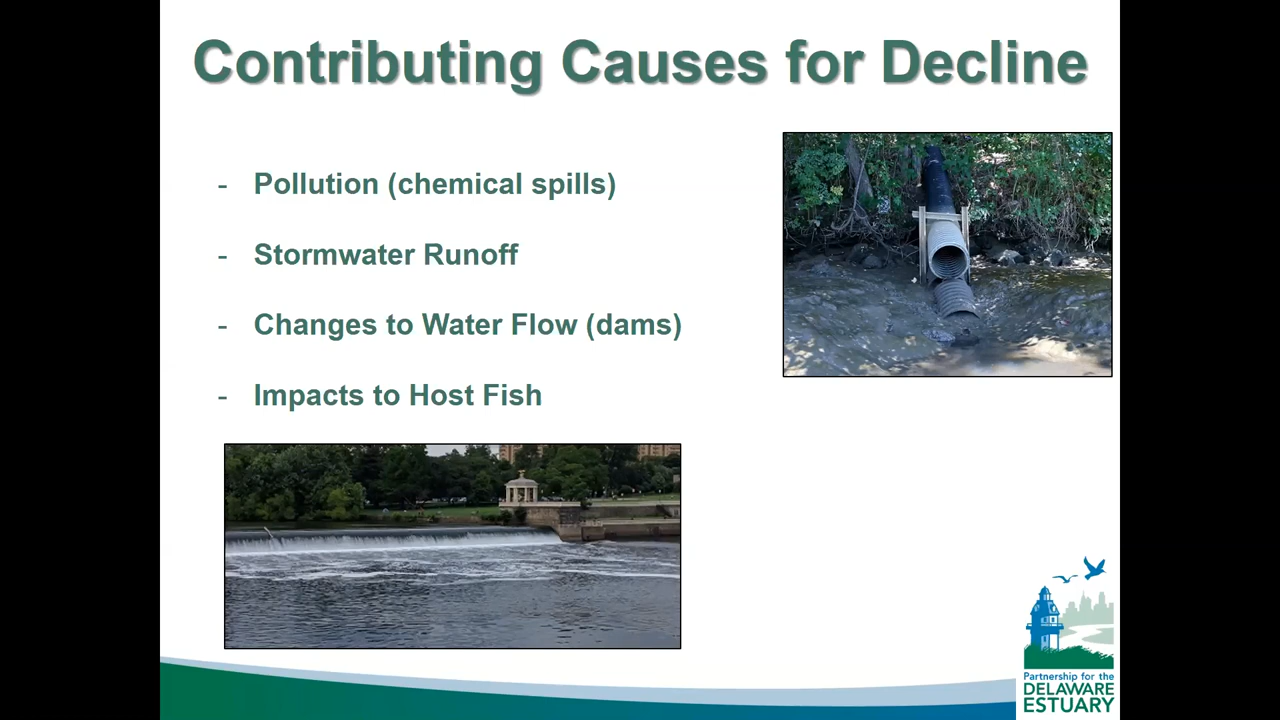 Contributing Causes for Decline
- Pollution (chemical spills)
- Stormwater Runoff
- Changes to Water Flow (dams)
- Impacts to Host Fish
Partnership for the
DELAWARE
ESTUARY